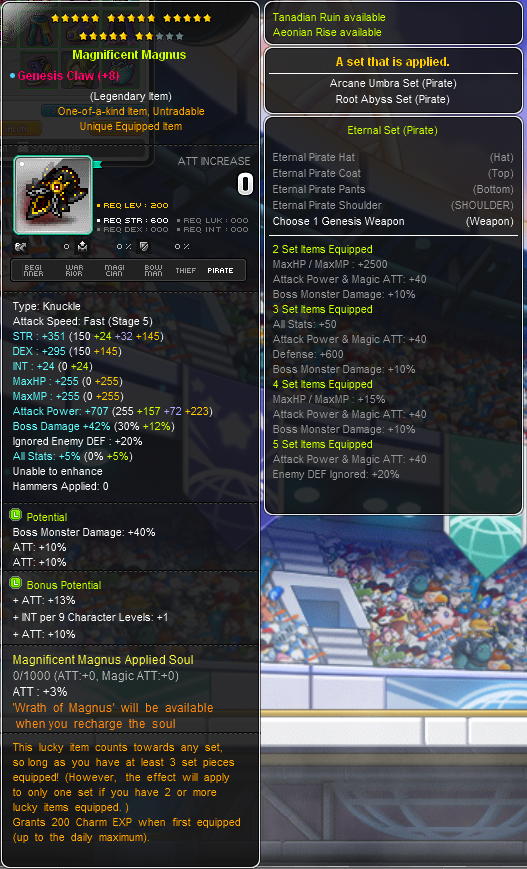 Magnificent Magnus
Genesis Claw (+8)
(Legendary Item)
One-of-a-kind Item, Untradable
Unique Equipped Item
ATT INCREASE
0
REQ LEV : 200
REQ STR : 600
REQ LUK : 000
REQ DEX : 000
REQ INT : 000
0
0 %
0 %
BEGI
NNER
WAR
RIOR
MAGI
CIAN
BOW
MAN
THIEF
PIRATE
Type: Knuckle
Attack Speed: Fast (Stage 5)
STR : +351 (150 +24 +32 +145)
DEX : +295 (150 +145)
INT : +24 (0 +24)
MaxHP : +255 (0 +255)
MaxMP : +255 (0 +255)
Attack Power: +707 (255 +157 +72 +223)
Boss Damage +42% (30% +12%)
Ignored Enemy DEF : +20%
All Stats: +5% (0% +5%)
Unable to enhance
Hammers Applied: 0
L Potential
Boss Monster Damage: +40%
ATT: +10%
ATT: +10%
L Bonus Potential
+ ATT: +13%
+ INT per 9 Character Levels: +1
+ ATT: +10%
Magnificent Magnus Applied Soul
0/1000 (ATT:+0, Magic ATT:+0)
ATT : +3%
'Wrath of Magnus' will be available
when you recharge the soul
This lucky item counts towards any set,
so long as you have at least 3 set pieces
equipped! (However, the effect will apply
to only one set if you have 2 or more
lucky items equipped. )
Grants 200 Charm EXP when first equipped
(up to the daily maximum).
Tanadian Ruin available
Aeonian Rise available
A set that is applied.
Arcane Umbra Set (Pirate)
Root Abyss Set (Pirate)
Eternal Set (Pirate)
Eternal Pirate Hat (Hat)
Eternal Pirate Coat (Top)
Eternal Pirate Pants (Bottom)
Eternal Pirate Shoulder (SHOULDER)
Choose 1 Genesis Weapon (Weapon)
2 Set Items Equipped
MaxHP / MaxMP : +2500
Attack Power & Magic ATT: +40
Boss Monster Damage: +10%
3 Set Items Equipped
All Stats: +50
Attack Power & Magic ATT: +40
Defense: +600
Boss Monster Damage: +10%
4 Set Items Equipped
MaxHP / MaxMP: +15%
Attack Power & Magic ATT: +40
Boss Monster Damage: +10%
5 Set Items Equipped
Attack Power & Magic ATT: +40
Enemy DEF Ignored: +20%